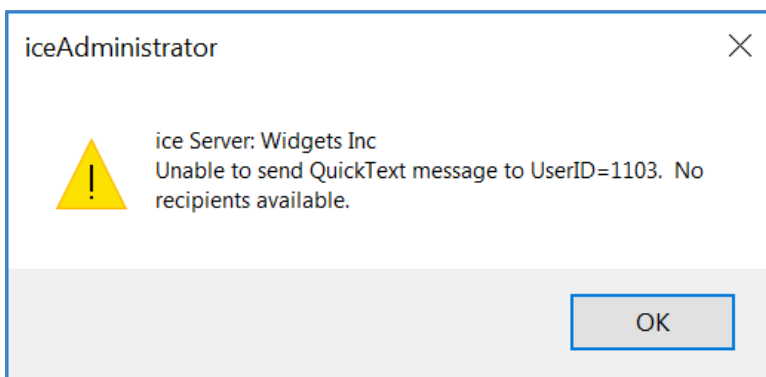 iceAdministrator
ice Server: Widgets Inc
Unable to send QuickText message to UserID=1103.  No
recipients available.
OK